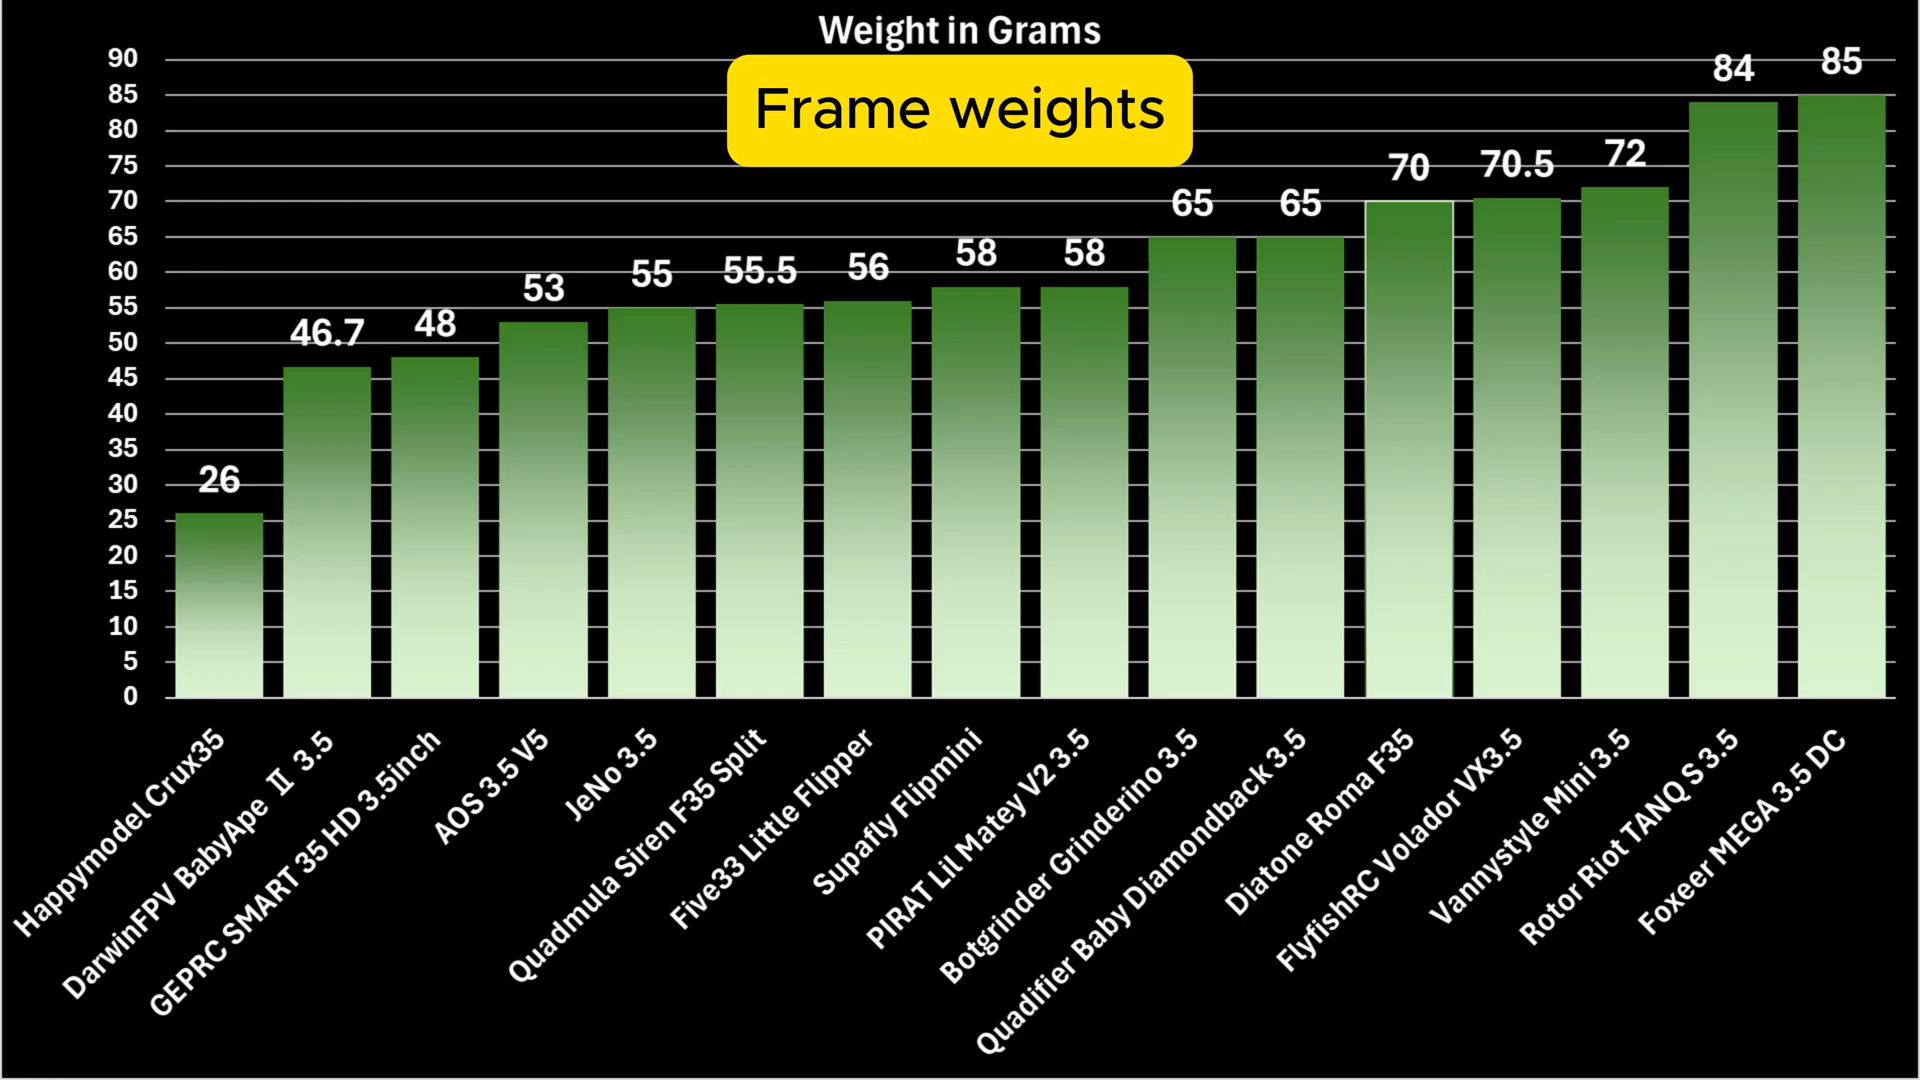 Weight in Grams
Frame weights
90
85
80
75
70
65
60
55
50
45
40
35
30
25
20
15
10
5
0
26
46.7
48
53
55
55.5
56
58
58
65
65
70
70.5
72
84
85
Happymodel Crux35
DarwinFPV BabyApe Ⅱ 3.5
GEPRC SMART 35 HD 3.5inch
AOS 3.5 V5
JeNo 3.5
Quadmula Siren F35 Split
Five33 Little Flipper
Supafly Flipmini
PIRAT Lil Matey V2 3.5
Botgrinder Grinderino 3.5
Quadifier Baby Diamondback 3.5
Diatone Roma F35
FlyfishRC Volador VX3.5
Vannystyle Mini 3.5
Rotor Riot TANQ S 3.5
Foxeer MEGA 3.5 DC